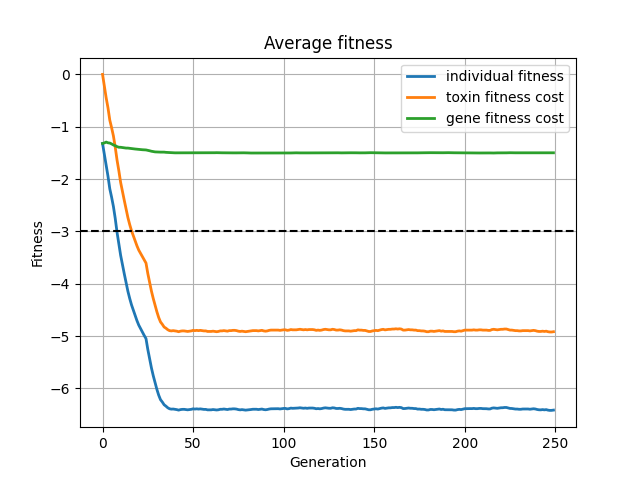 Average fitness
individual fitness
toxin fitness cost
gene fitness cost
Fitness
0
−1
−2
−3
−4
−5
−6
0 50 100 150 200 250
Generation